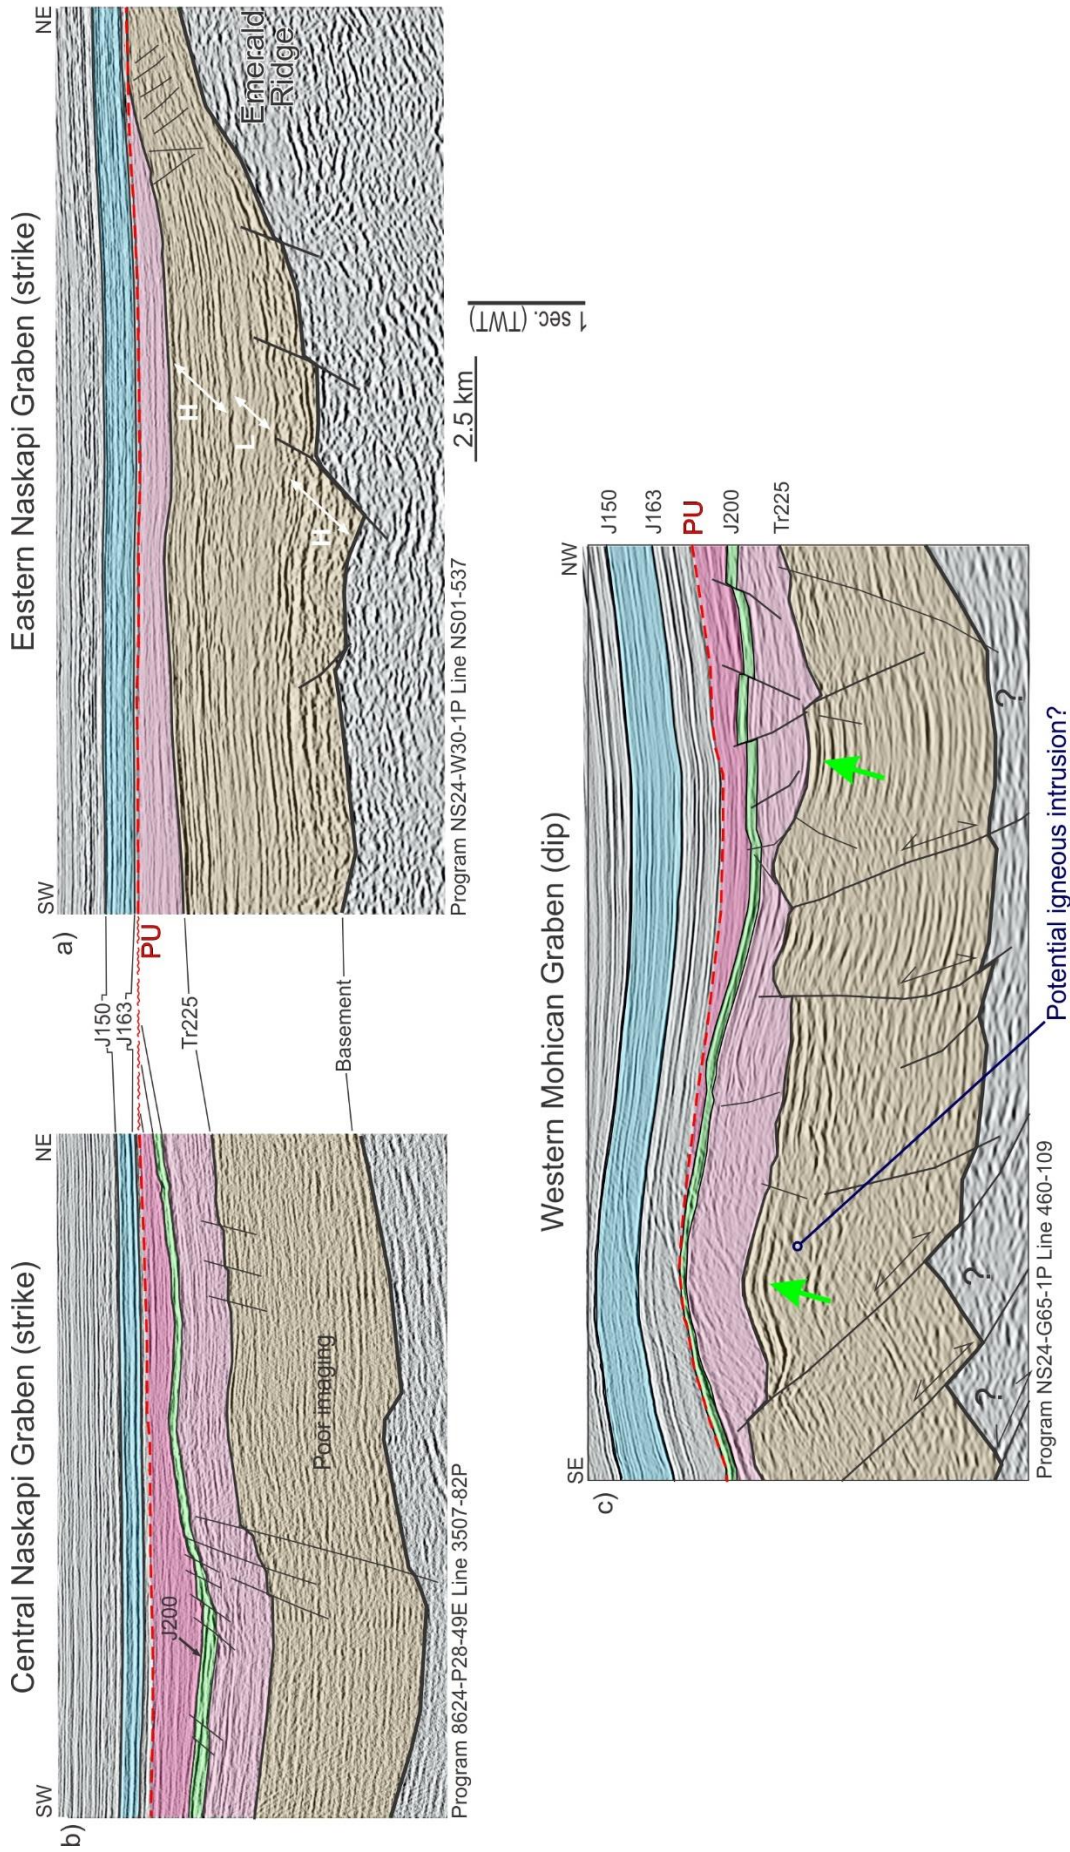 Central Naskapi Graben (strike)
Eastern Naskapi Graben (strike)
b)
SW
NE
J200
Poor imaging
Program 8624-P28-49E Line 3507-82P
J150
J163
PU
Tr225
Basement
a)
SW
NE
H
L
H
Emerald
Ridge
Program NS24-W30-1P Line NS01-537
2.5 km
1 sec. (TWT)
Western Mohican Graben (dip)
c)
SE
NW
J150
J163
PU
J200
Tr225
?
?
?
Program NS24-G65-1P Line 460-109
Potential igneous intrusion?